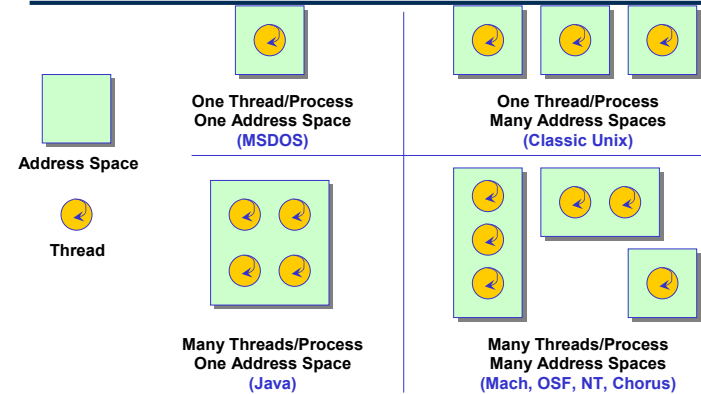 One Thread/Process
One Address Space
(MSDOS)
One Thread/Process
Many Address Spaces
(Classic Unix)
Address Space
Thread
Many Threads/Process
One Address Space
(Java)
Many Threads/Process
Many Address Spaces
(Mach, OSF, NT, Chorus)